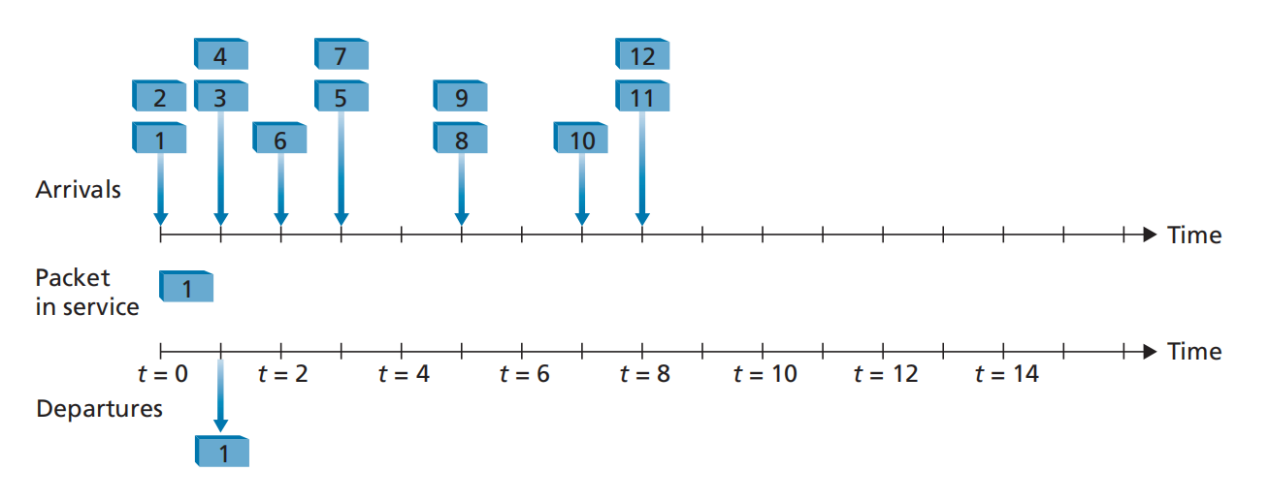 4 7 12
2 3 5 9 11
1 6 8 10
Arrivals
Time
Packet
in service
1
Time
t = 0 t = 2 t = 4 t = 6 t = 8 t = 10 t = 12 t = 14
Departures
1